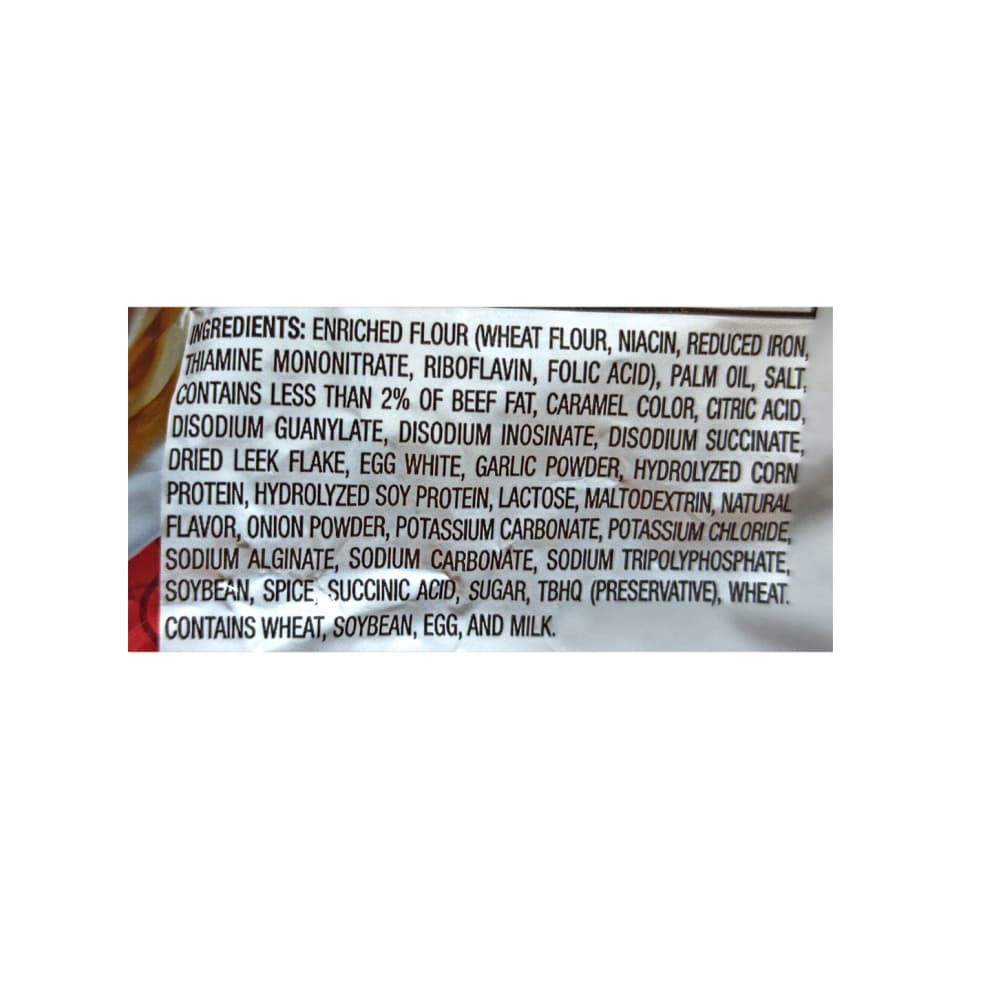 INGREDIENTS: ENRICHED FLOUR (WHEAT FLOUR, NIACIN, REDUCED IRON,
THIAMINE MONONITRATE, RIBOFLAVIN, FOLIC ACID), PALM OIL, SALT,
CONTAINS LESS THAN 2% OF BEEF FAT, CARAMEL COLOR, CITRIC ACID,
DISODIUM GUANYLATE, DISODIUM INOSINATE, DISODIUM SUCCINATE,
DRIED LEEK FLAKE, EGG WHITE, GARLIC POWDER, HYDROLYZED CORN
PROTEIN, HYDROLYZED SOY PROTEIN, LACTOSE, MALTODEXTRIN, NATURAL
FLAVOR, ONION POWDER, POTASSIUM CARBONATE, POTASSIUM CHLORIDE,
SODIUM ALGINATE, SODIUM CARBONATE, SODIUM TRIPOLYPHOSPHATE,
SOYBEAN, SPICE, SUCCINIC ACID, SUGAR, TBHQ (PRESERVATIVE), WHEAT.
CONTAINS WHEAT, SOYBEAN, EGG, AND MILK.